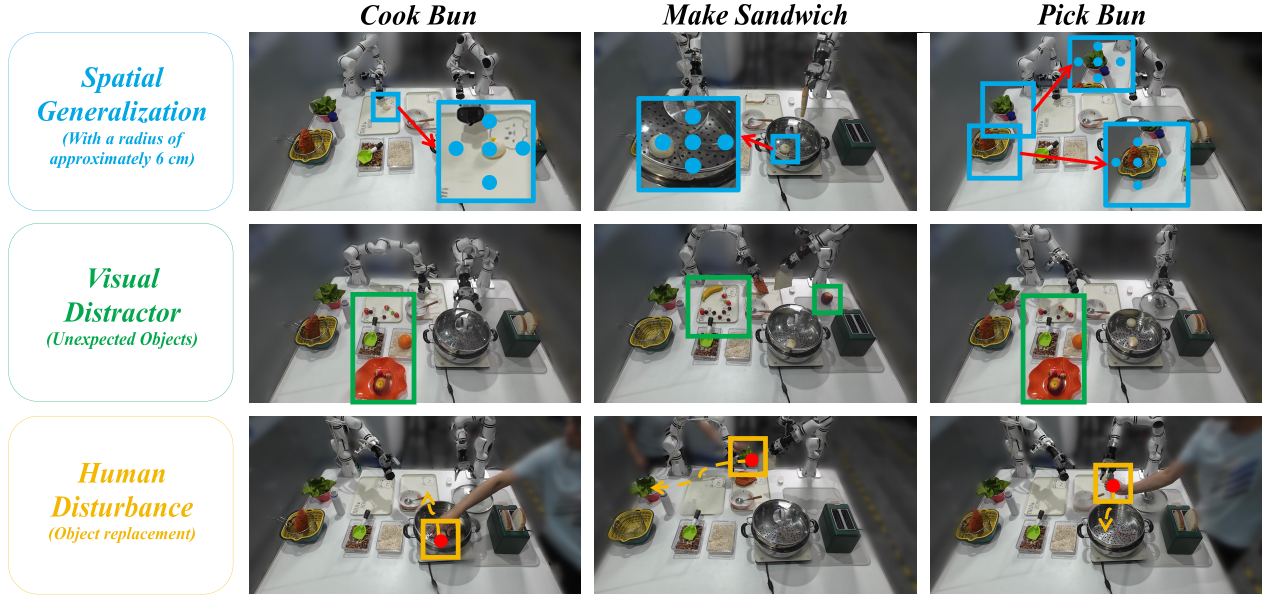 Cook Bun
Make Sandwich
Pick Bun
Spatial
Generalization
(With a radius of
approximately 6 cm)
Visual
Distractor
(Unexpected Objects)
Human
Disturbance
(Object replacement)